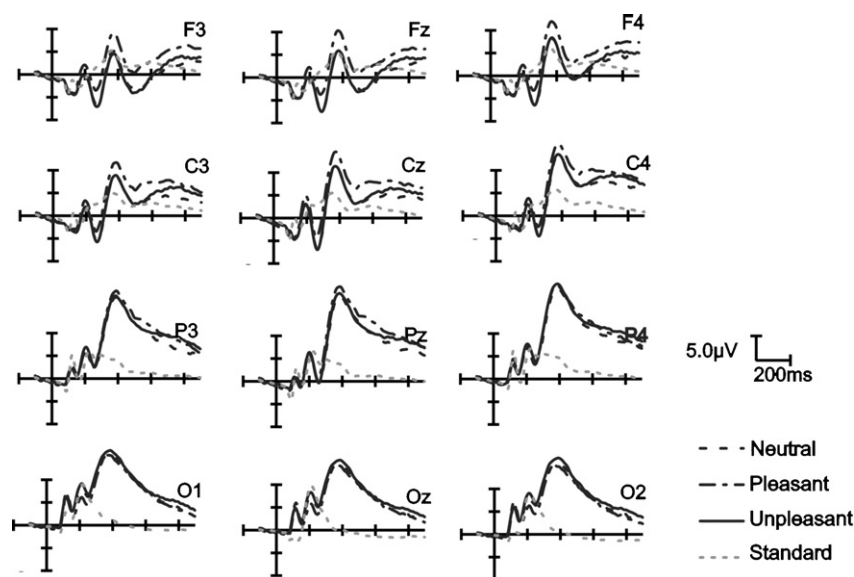 F3 Fz F4
C3 Cz C4
P3 Pz P4
5.0μV
200ms
O1 Oz O2
Neutral
Pleasant
Unpleasant
Standard